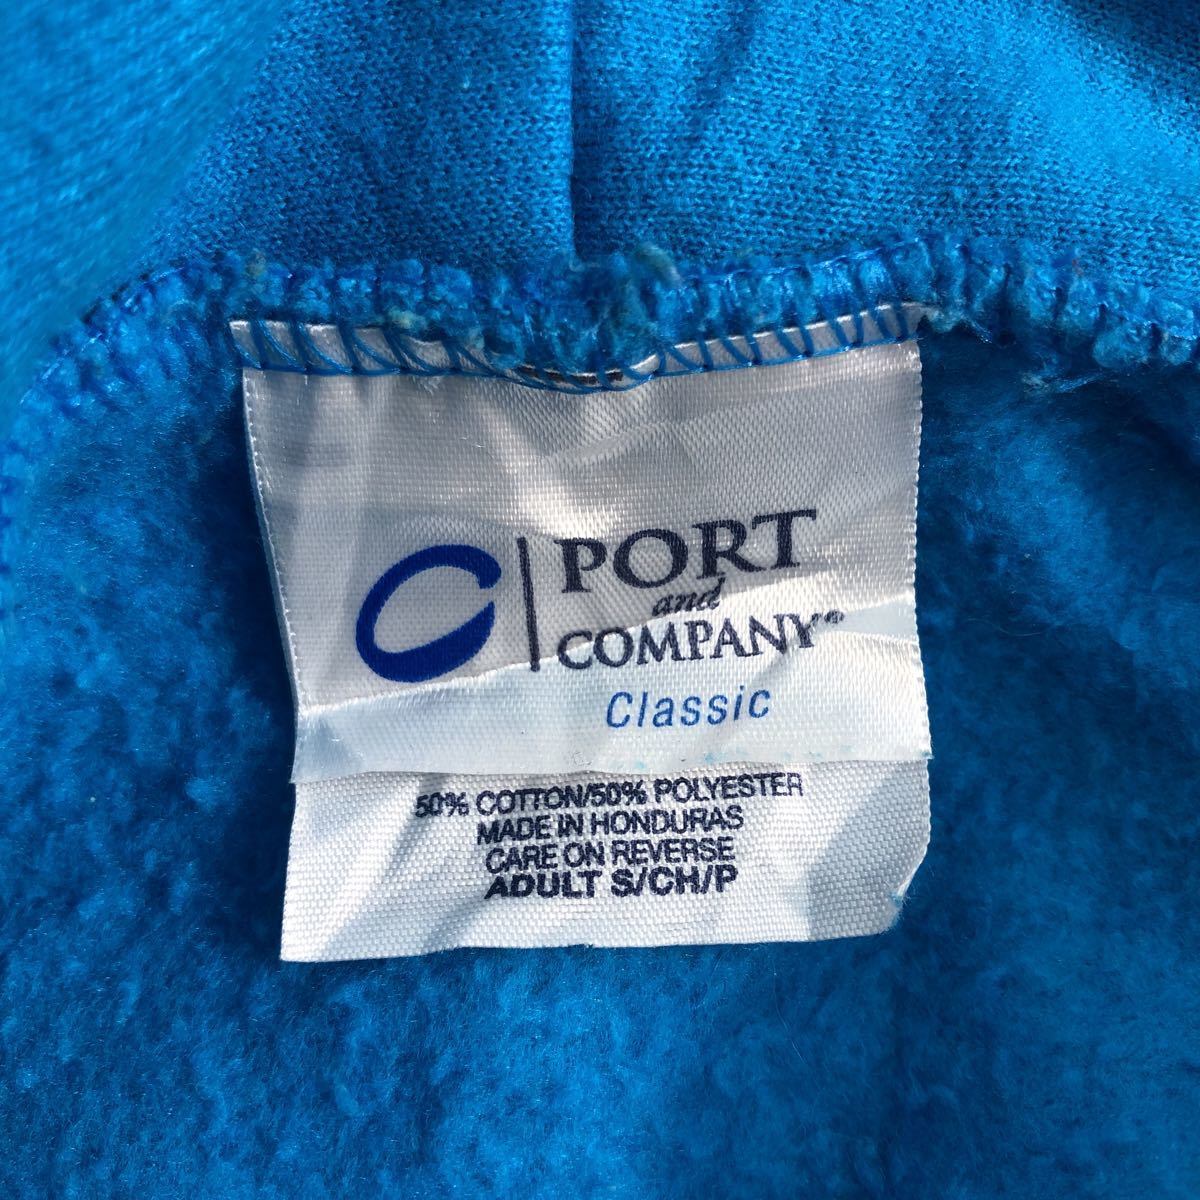 PORT
and
COMPANY®
Classic
50% COTTON/50% POLYESTER
MADE IN HONDURAS
CARE ON REVERSE
ADULT S/CH/P